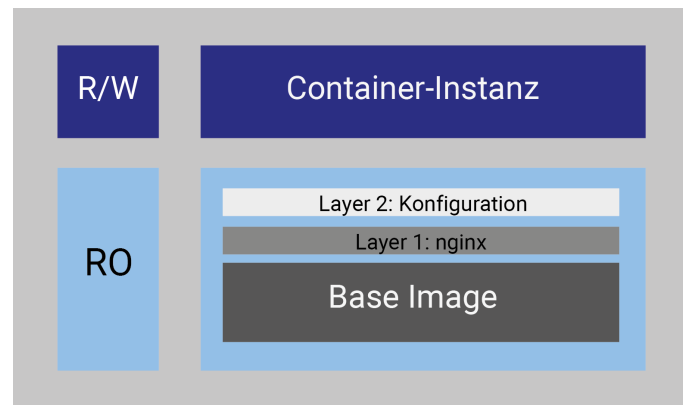 R/W
Container-Instanz
RO
Layer 2: Konfiguration
Layer 1: nginx
Base Image